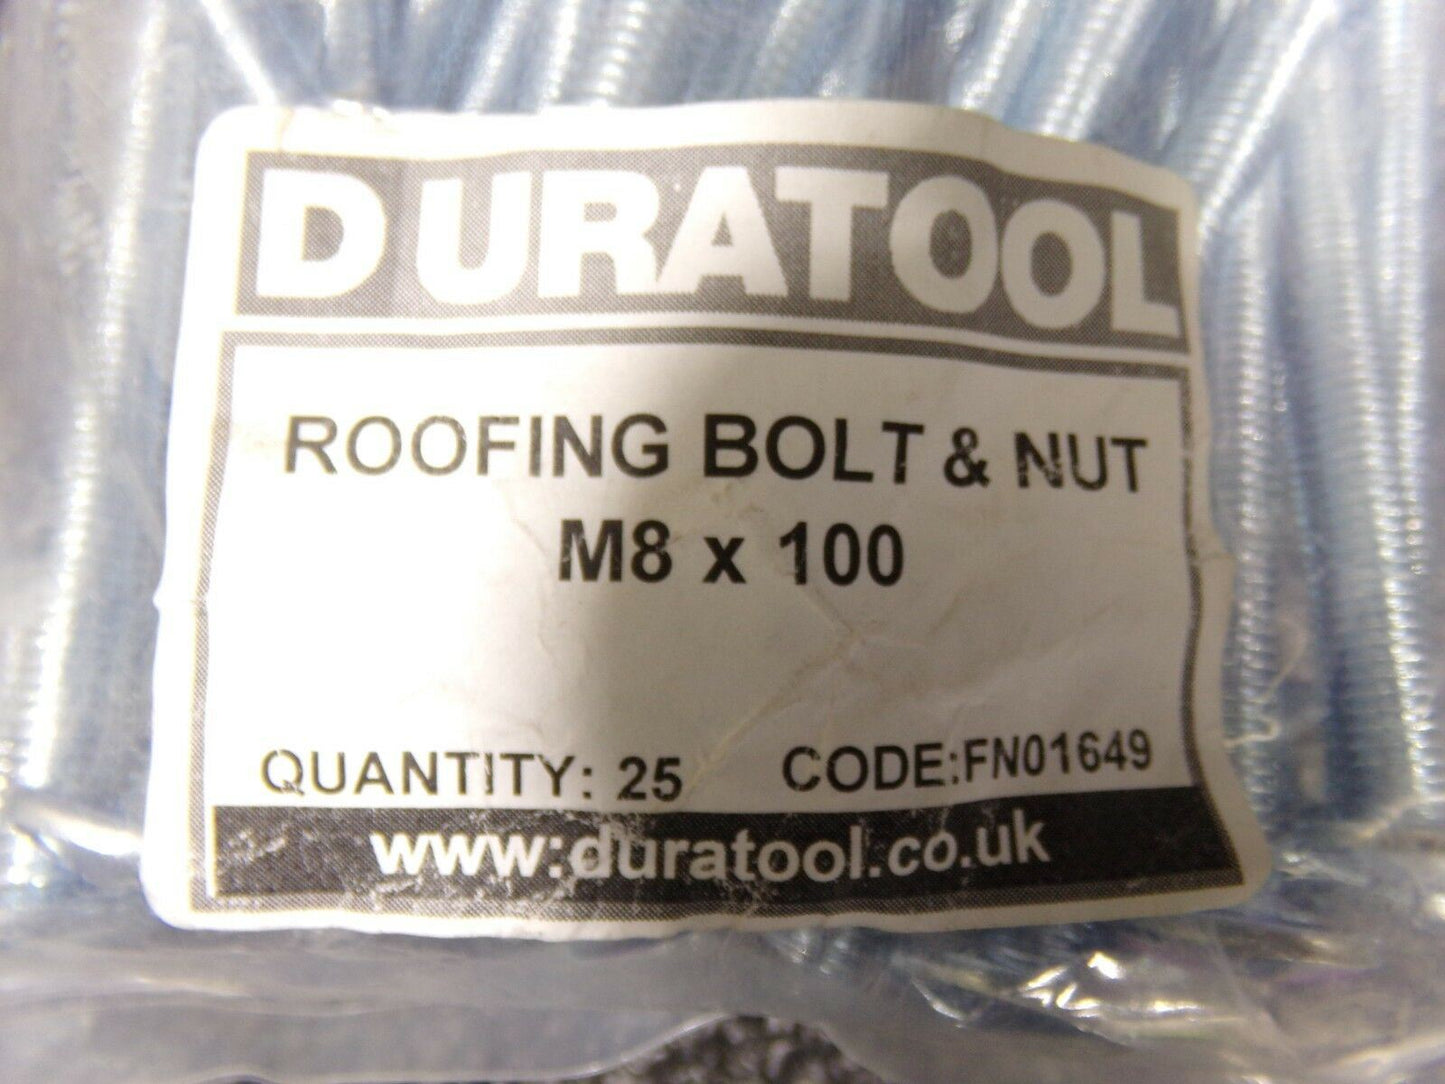 DURATOOL
ROOFING BOLT & NUT
M8 x 100
QUANTITY: 25 CODE:FN01649
www.duratool.co.uk